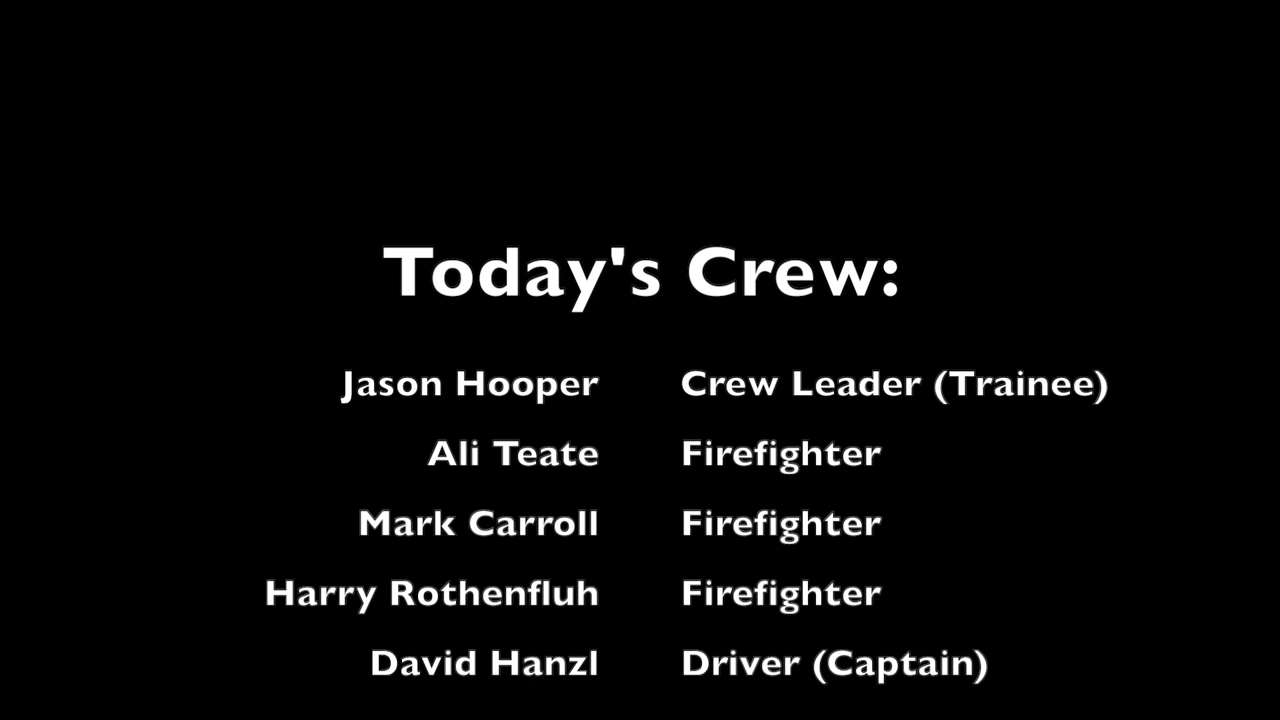 Today's Crew:
Jason Hooper Crew Leader (Trainee)
Ali Teate Firefighter
Mark Carroll Firefighter
Harry Rothenfluh Firefighter
David Hanzl Driver (Captain)